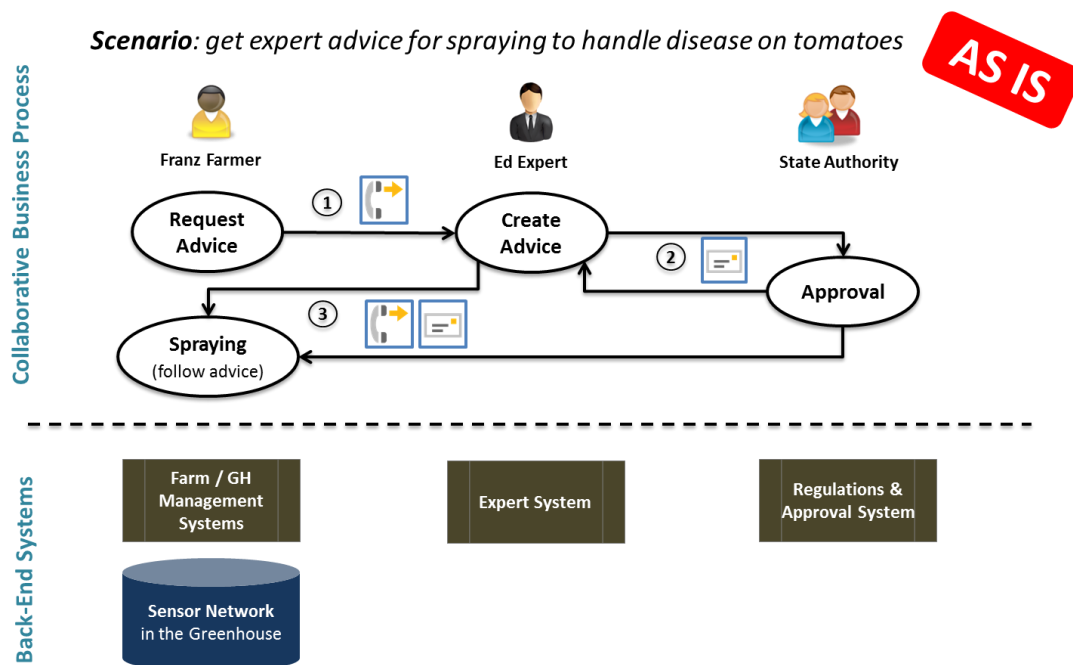 Scenario: get expert advice for spraying to handle disease on tomatoes
AS IS
Collaborative Business Process
Franz Farmer
Ed Expert
State Authority
Request
Advice
1
Create
Advice
2
Approval
3
Spraying
(follow advice)
Back-End Systems
Farm / GH
Management
Systems
Expert System
Regulations &
Approval System
Sensor Network
in the Greenhouse